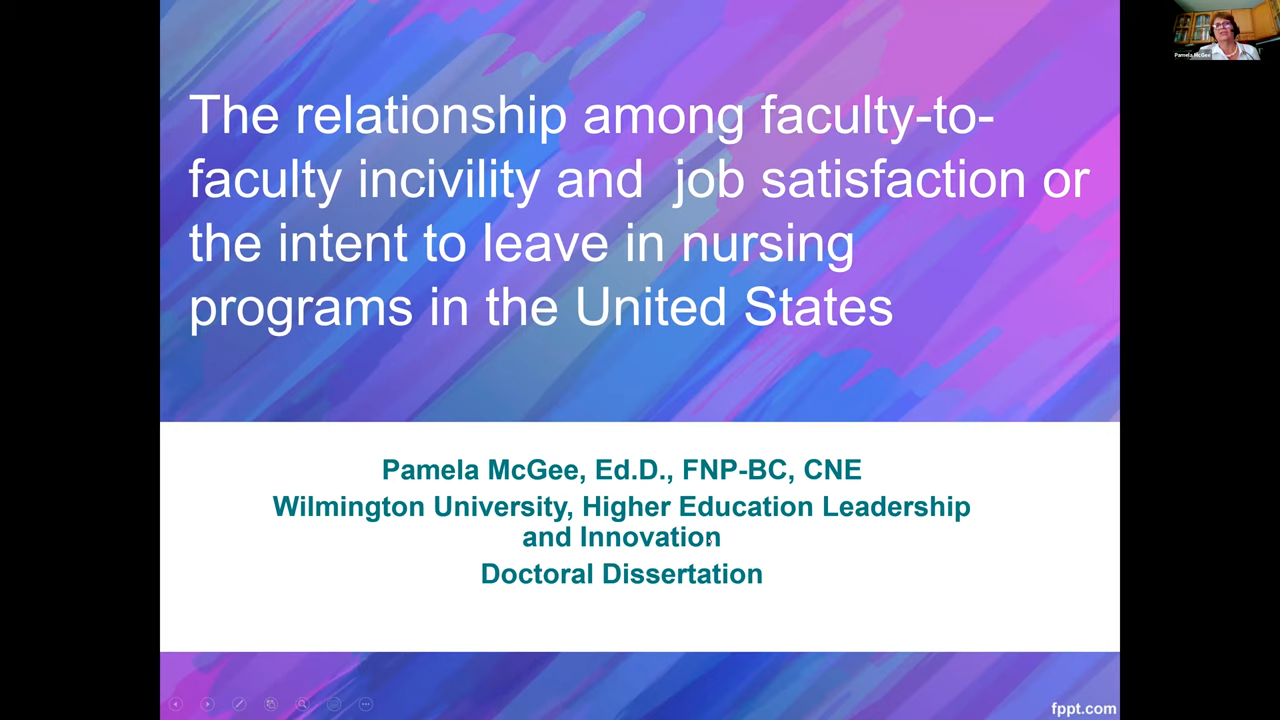 The relationship among faculty-to-
faculty incivility and  job satisfaction or
the intent to leave in nursing
programs in the United States
Pamela McGee, Ed.D., FNP-BC, CNE
Wilmington University, Higher Education Leadership
and Innovation
Doctoral Dissertation
fppt.com
Pamela McGee